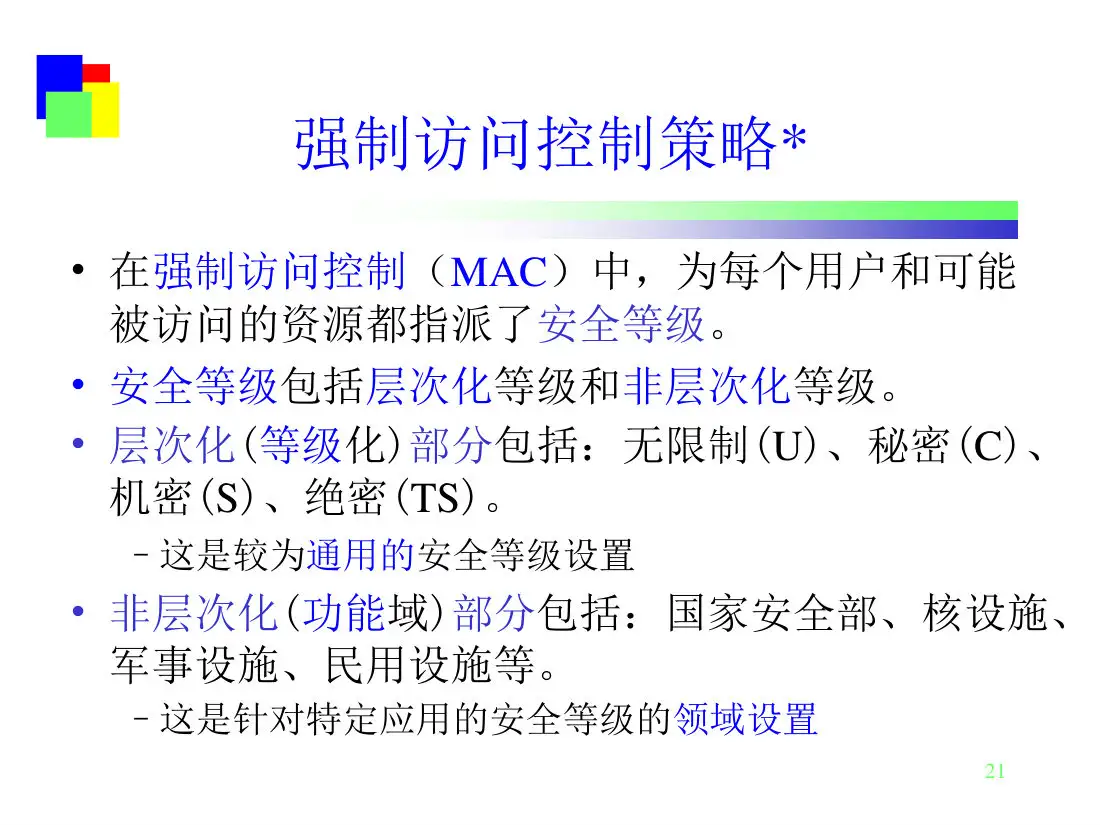 强制访问控制策略*
• 在强制访问控制（MAC）中，为每个用户和可能
被访问的资源都指派了安全等级。
• 安全等级包括层次化等级和非层次化等级。
• 层次化(等级化)部分包括：无限制(U)、秘密(C)、
机密(S)、绝密(TS)。
–这是较为通用的安全等级设置
• 非层次化(功能域)部分包括：国家安全部、核设施、
军事设施、民用设施等。
–这是针对特定应用的安全等级的领域设置
21